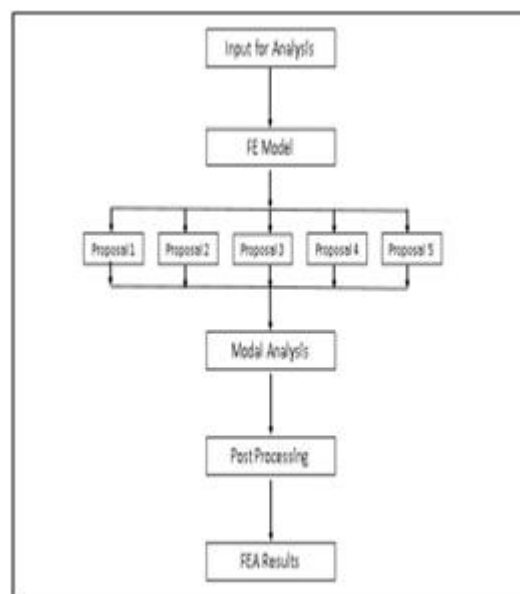 Input for Analysis
FE Model
Proposal 1
Proposal 2
Proposal 3
Proposal 4
Proposal 5
Modal Analysis
Post Processing
FEA Results